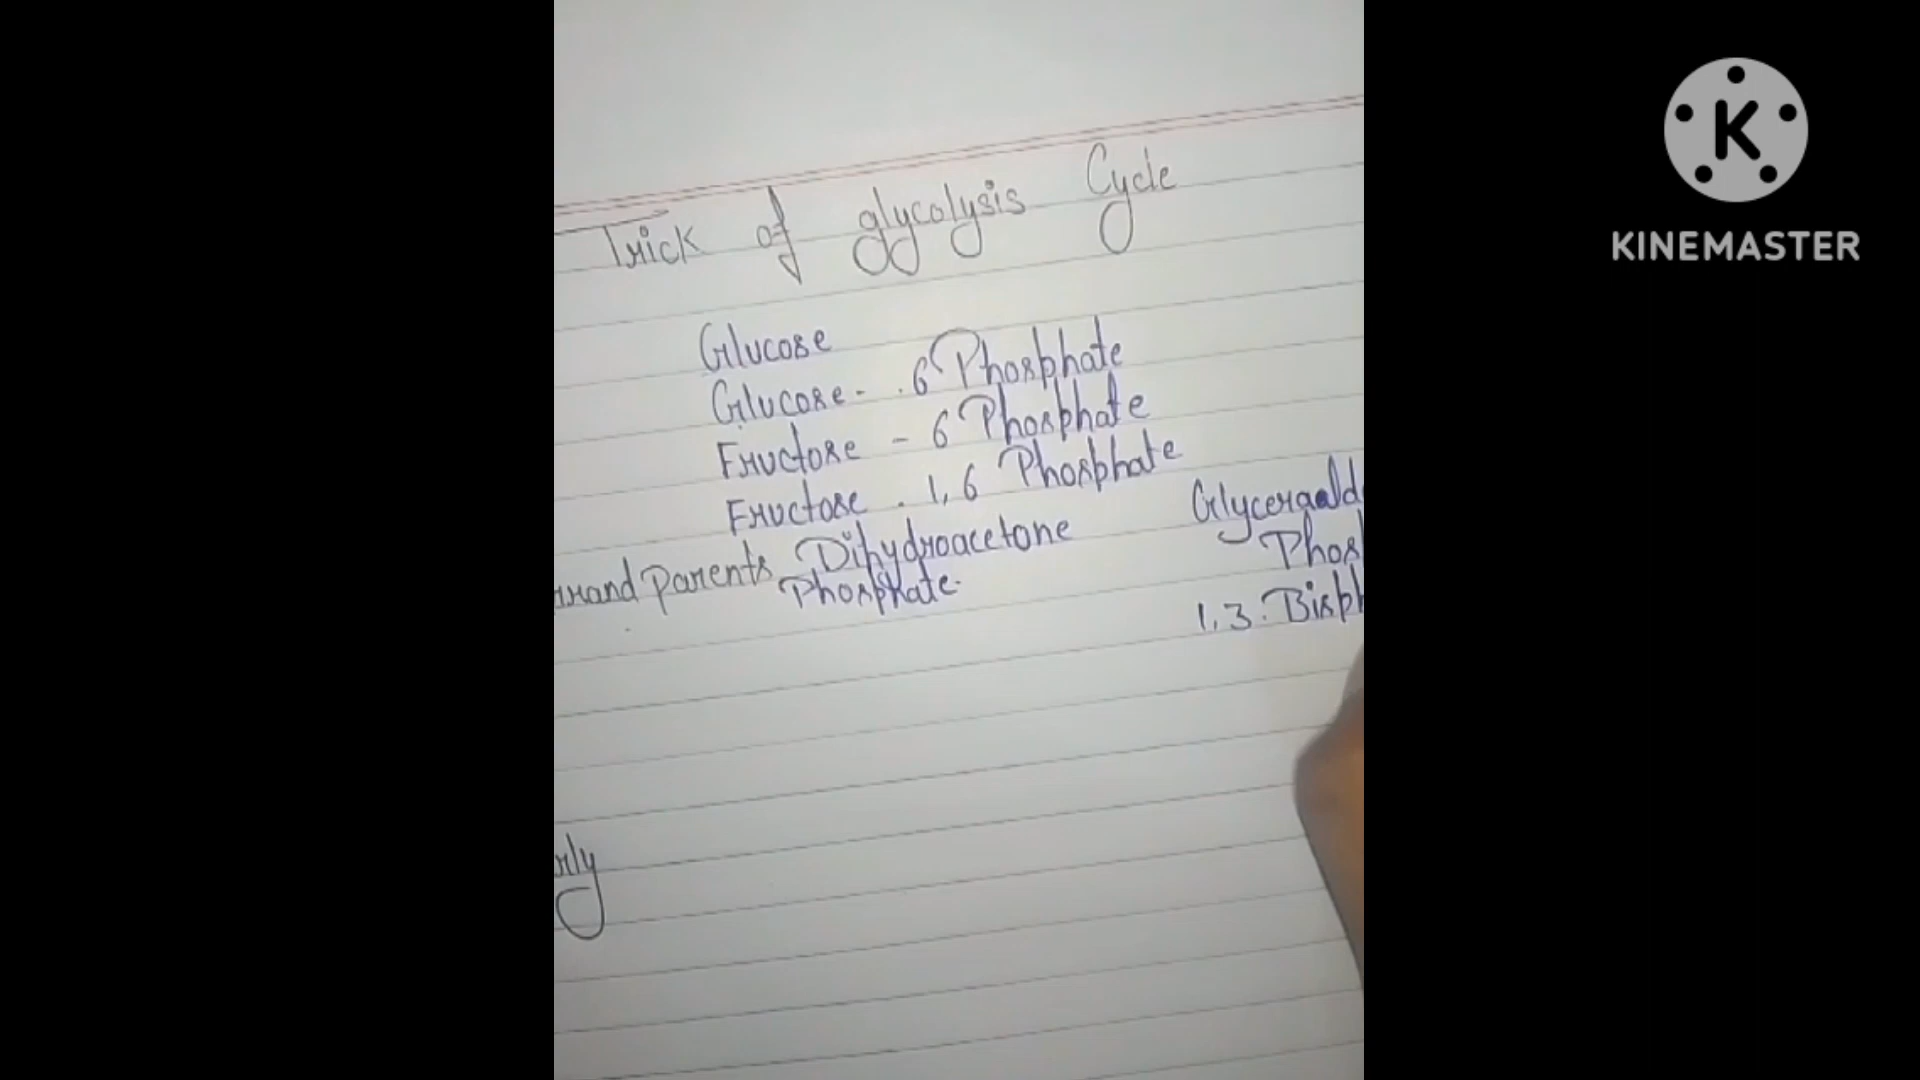 Trick of glycolysis Cycle
Glucose
Glucose - . 6 Phosphate
Fructose - 6 Phosphate
Fructose . 1,6 Phosphate
Dihydroacetone
Phosphate.
Parents
1,3.
KINEMASTER